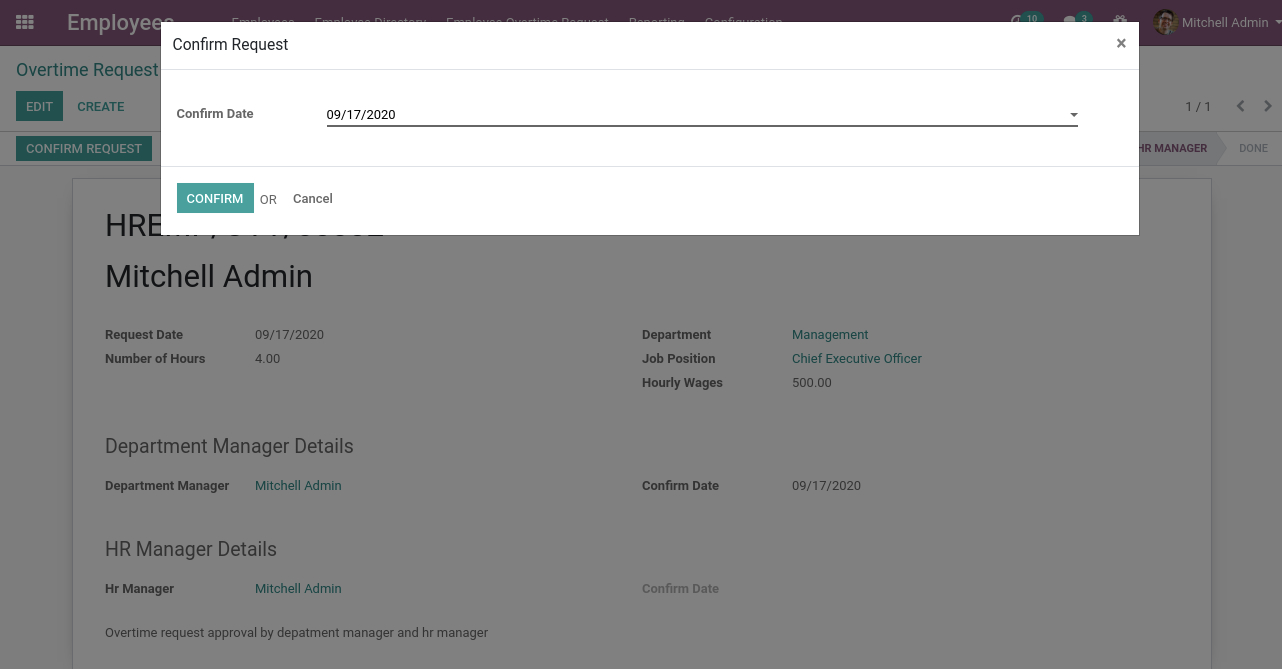 Employees Employees Employee Directory Employee Overtime Request Reporting Configuration 10 3 Mitchell Admin
Confirm Request ×
Overtime Request
Confirm Date 09/17/2020
EDIT CREATE 1 / 1
CONFIRM REQUEST HR MANAGER DONE
CONFIRM OR Cancel
Mitchell Admin
Request Date 09/17/2020 Department Management
Number of Hours 4.00 Job Position Chief Executive Officer
Hourly Wages 500.00
Department Manager Details
Department Manager Mitchell Admin Confirm Date 09/17/2020
HR Manager Details
Hr Manager Mitchell Admin Confirm Date
Overtime request approval by depatment manager and hr manager